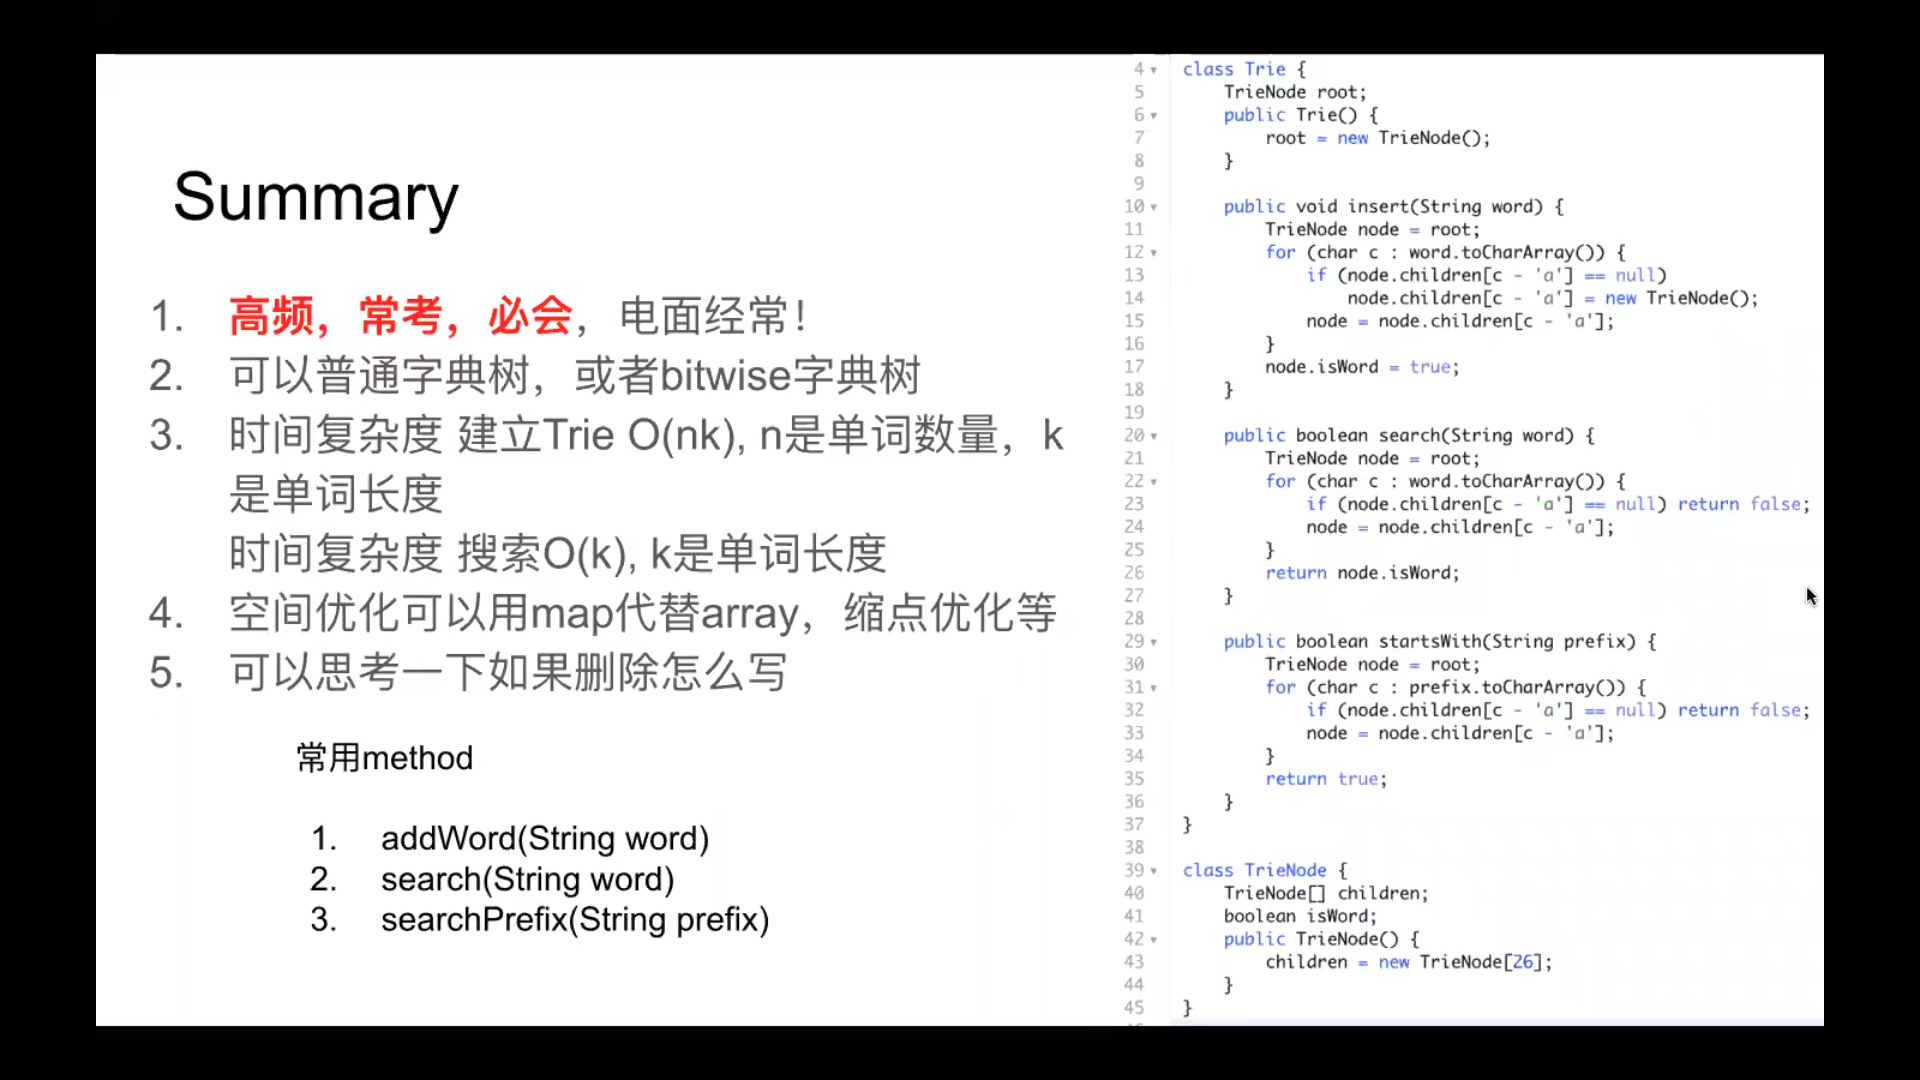 Summary
1. 高频，常考，必会，电面经常！
2. 可以普通字典树，或者bitwise字典树
3. 时间复杂度 建立Trie O(nk), n是单词数量，k
是单词长度
时间复杂度 搜索O(k), k是单词长度
4. 空间优化可以用map代替array，缩点优化等
5. 可以思考一下如果删除怎么写
常用method
1. addWord(String word)
2. search(String word)
3. searchPrefix(String prefix)
4 class Trie {
5 TrieNode root;
6 public Trie() {
7 root = new TrieNode();
8 }
9
10 public void insert(String word) {
11 TrieNode node = root;
12 for (char c : word.toCharArray()) {
13 if (node.children[c - 'a'] == null)
14 node.children[c - 'a'] = new TrieNode();
15 node = node.children[c - 'a'];
16 }
17 node.isWord = true;
18 }
19
20 public boolean search(String word) {
21 TrieNode node = root;
22 for (char c : word.toCharArray()) {
23 if (node.children[c - 'a'] == null) return false;
24 node = node.children[c - 'a'];
25 }
26 return node.isWord;
27 }
28
29 public boolean startsWith(String prefix) {
30 TrieNode node = root;
31 for (char c : prefix.toCharArray()) {
32 if (node.children[c - 'a'] == null) return false;
33 node = node.children[c - 'a'];
34 }
35 return true;
36 }
37 }
38
39 class TrieNode {
40 TrieNode[] children;
41 boolean isWord;
42 public TrieNode() {
43 children = new TrieNode[26];
44 }
45 }